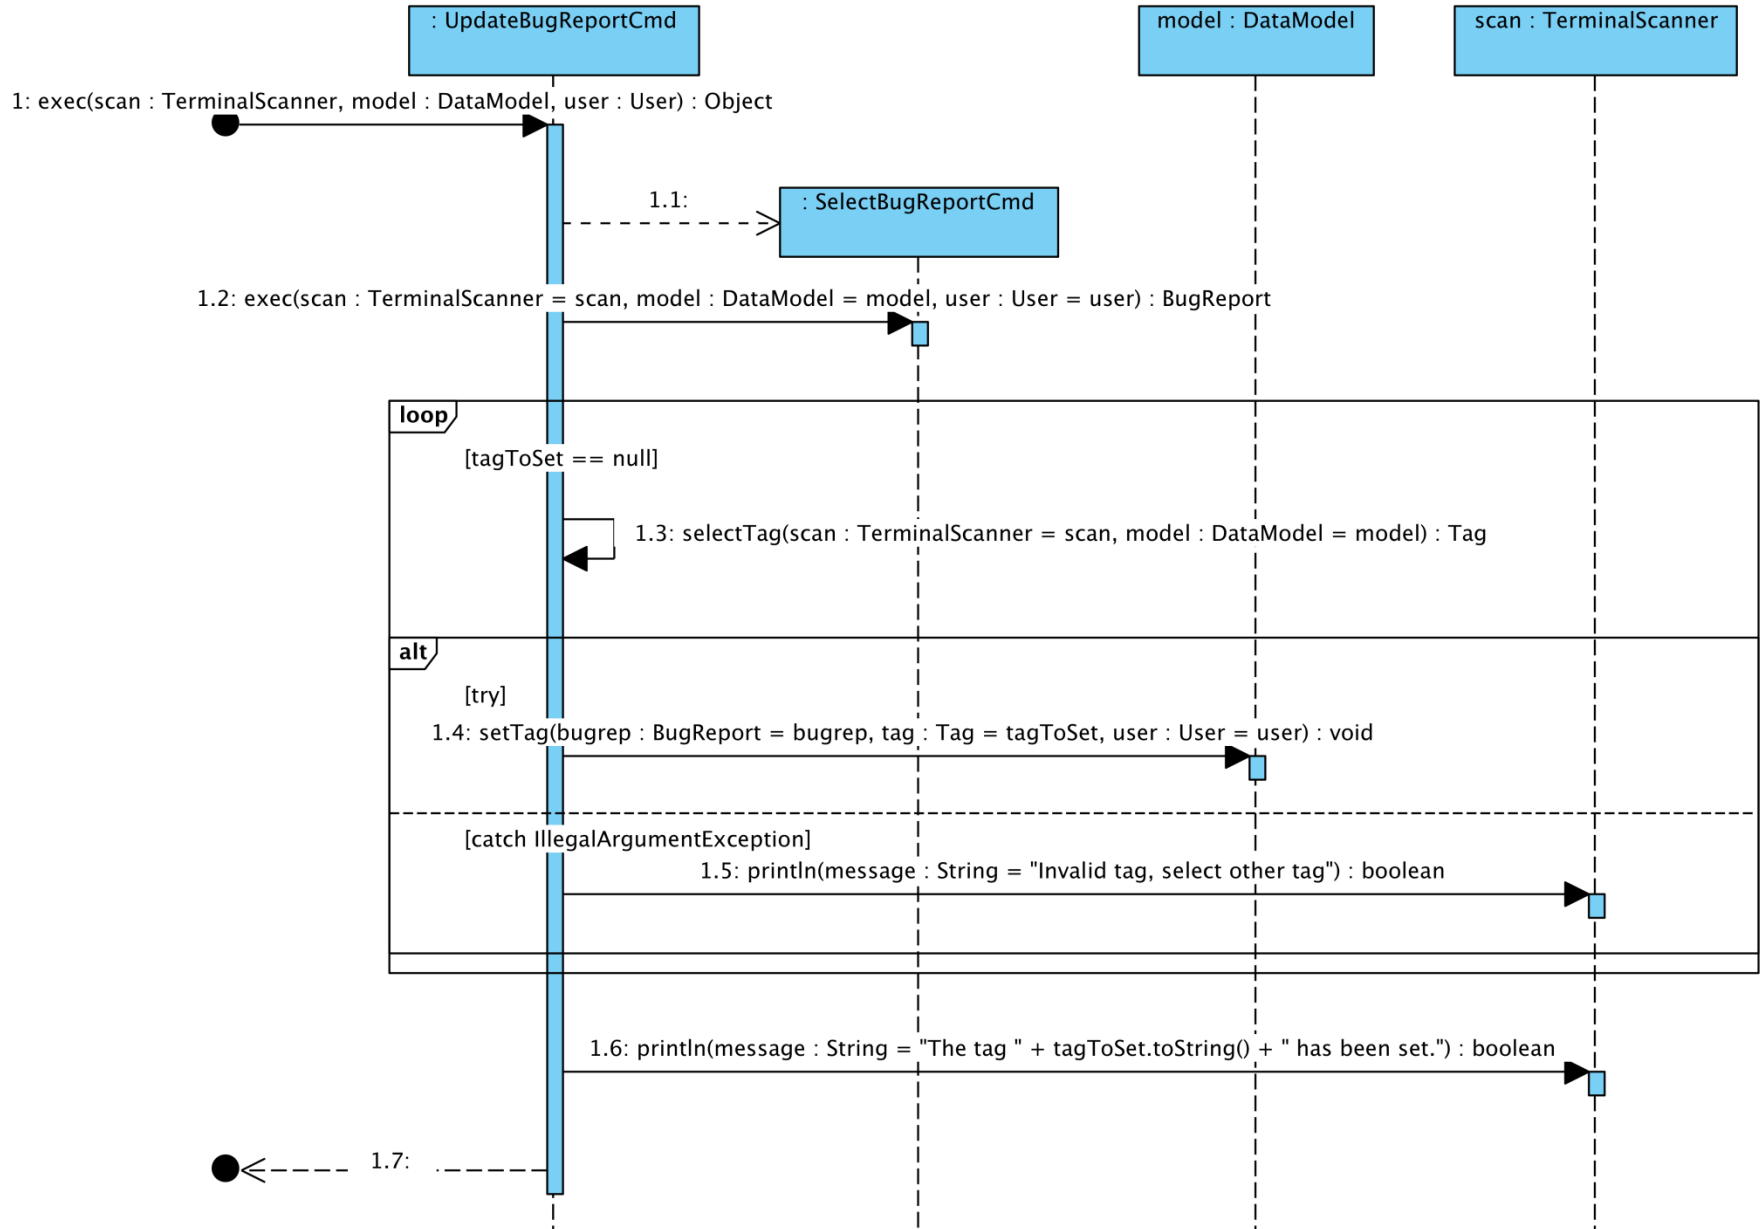 : UpdateBugReportCmd
model : DataModel
scan : TerminalScanner
1: exec(scan : TerminalScanner, model : DataModel, user : User) : Object
1.1:
: SelectBugReportCmd
1.2: exec(scan : TerminalScanner = scan, model : DataModel = model, user : User = user) : BugReport
loop
[tagToSet == null]
1.3: selectTag(scan : TerminalScanner = scan, model : DataModel = model) : Tag
alt
[try]
1.4: setTag(bugrep : BugReport = bugrep, tag : Tag = tagToSet, user : User = user) : void
[catch IllegalArgumentException]
1.5: println(message : String = "Invalid tag, select other tag") : boolean
1.6: println(message : String = "The tag " + tagToSet.toString() + " has been set.") : boolean
1.7: